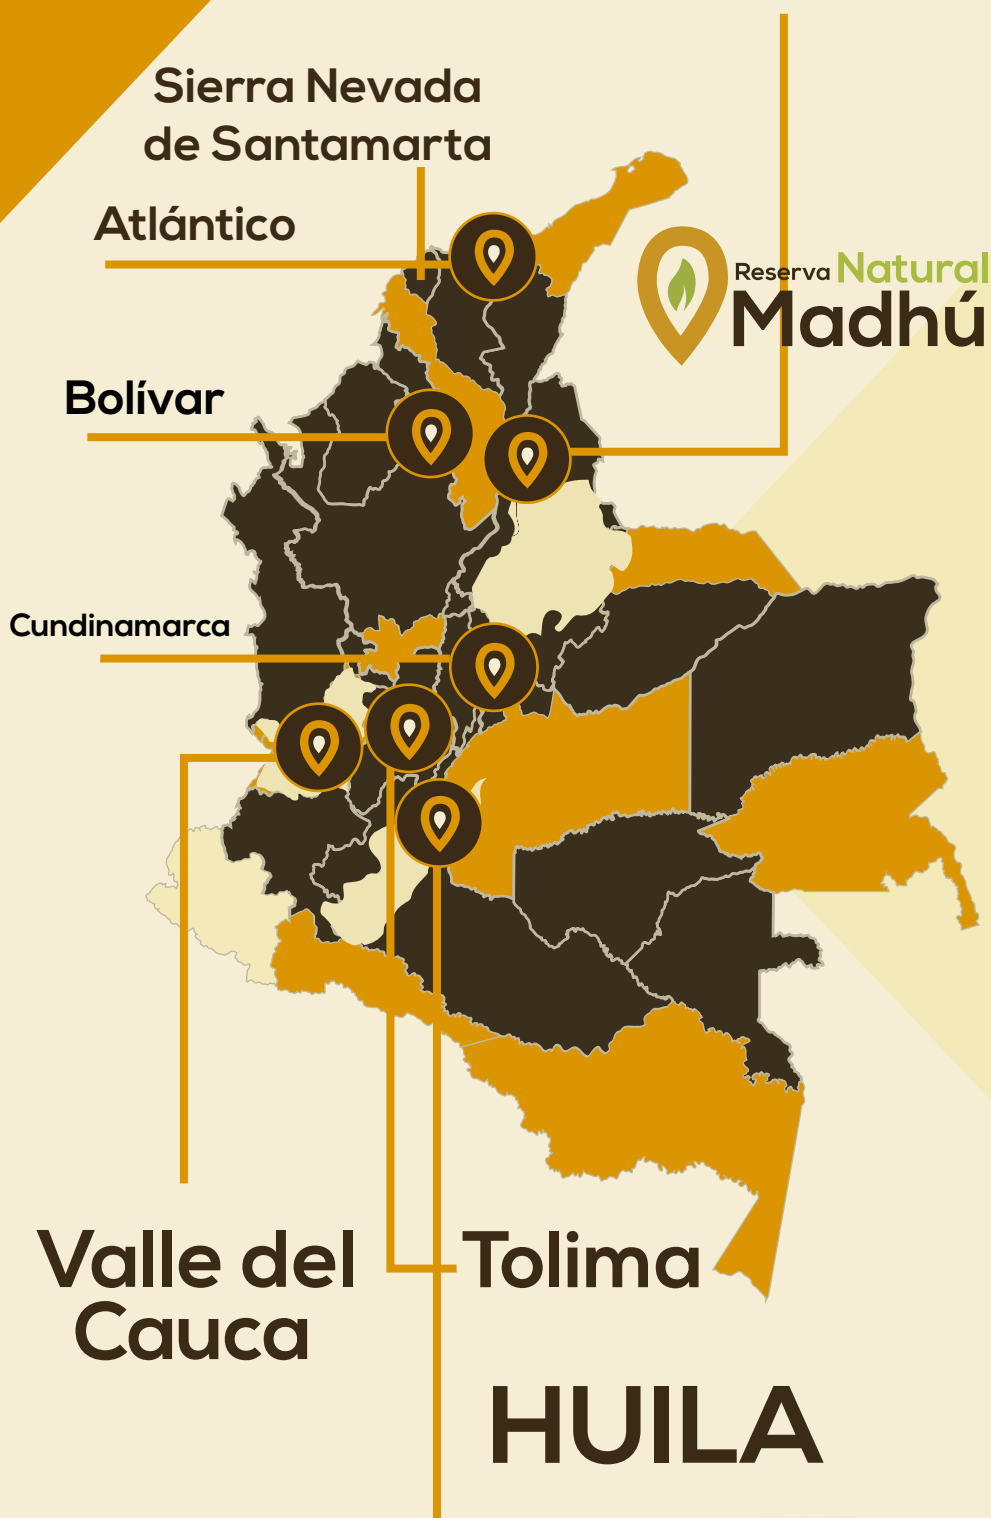 Sierra Nevada
de Santamarta
Atlántico
Reserva Natural
Madhú
Bolívar
Cundinamarca
Valle del
Cauca
Tolima
HUILA